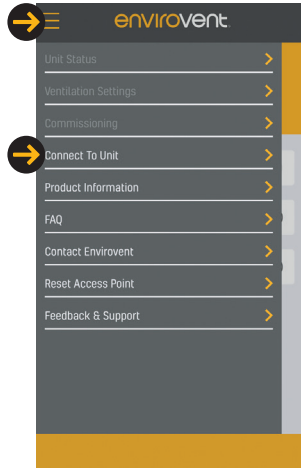 envirovent
Unit Status
Ventilation Settings
Commissioning
Connect To Unit
Product Information
FAQ
Contact Envirovent
Reset Access Point
Feedback & Support